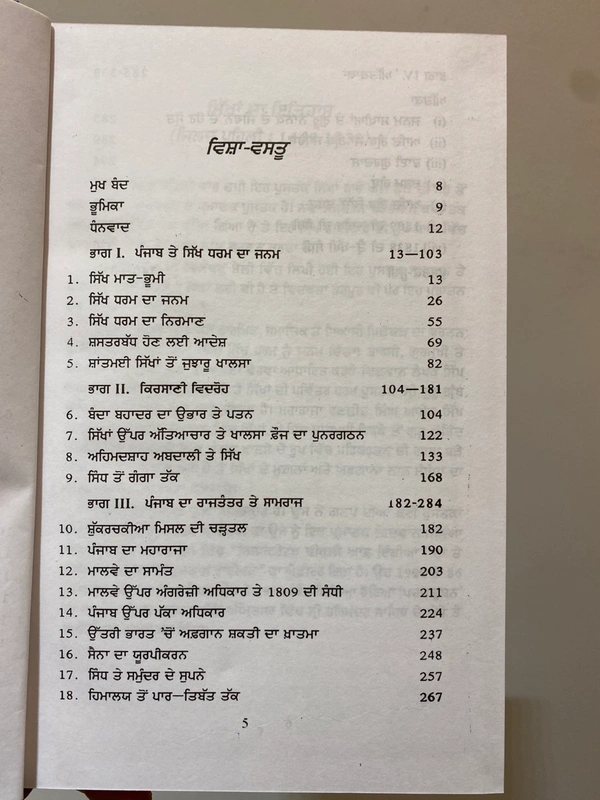 ਵਿਸ਼ਾ-ਵਸਤੂ
ਮੁਖ ਬੰਦ 8
ਭੂਮਿਕਾ 9
ਧੰਨਵਾਦ 12
ਭਾਗ I. ਪੰਜਾਬ ਤੇ ਸਿੱਖ ਧਰਮ ਦਾ ਜਨਮ 13—103
1. ਸਿੱਖ ਮਾਤ-ਭੂਮੀ 13
2. ਸਿੱਖ ਧਰਮ ਦਾ ਜਨਮ 26
3. ਸਿੱਖ ਧਰਮ ਦਾ ਨਿਰਮਾਣ 55
4. ਸ਼ਸਤਰਬੱਧ ਹੋਣ ਲਈ ਆਦੇਸ਼ 69
5. ਸ਼ਾਂਤਮਈ ਸਿੱਖਾਂ ਤੋਂ ਜੁਝਾਰੂ ਖਾਲਸਾ 82
ਭਾਗ II. ਕਿਰਸਾਣੀ ਵਿਦਰੋਹ 104—181
6. ਬੰਦਾ ਬਹਾਦਰ ਦਾ ਉਭਾਰ ਤੇ ਪਤਨ 104
7. ਸਿੱਖਾਂ ਉੱਪਰ ਅੱਤਿਆਚਾਰ ਤੇ ਖਾਲਸਾ ਫ਼ੌਜ ਦਾ ਪੁਨਰਗਠਨ 122
8. ਅਹਿਮਦਸ਼ਾਹ ਅਬਦਾਲੀ ਤੇ ਸਿੱਖ 133
9. ਸਿੰਧ ਤੋਂ ਗੰਗਾ ਤੱਕ 168
ਭਾਗ III. ਪੰਜਾਬ ਦਾ ਰਾਜਤੰਤਰ ਤੇ ਸਾਮਰਾਜ 182-284
10. ਸ਼ੁੱਕਰਚਕੀਆ ਮਿਸਲ ਦੀ ਚੜ੍ਹਤਲ 182
11. ਪੰਜਾਬ ਦਾ ਮਹਾਰਾਜਾ 190
12. ਮਾਲਵੇ ਦਾ ਸਾਮੰਤ 203
13. ਮਾਲਵੇ ਉੱਪਰ ਅੰਗਰੇਜ਼ੀ ਅਧਿਕਾਰ ਤੇ 1809 ਦੀ ਸੰਧੀ 211
14. ਪੰਜਾਬ ਉੱਪਰ ਪੱਕਾ ਅਧਿਕਾਰ 224
15. ਉੱਤਰੀ ਭਾਰਤ 'ਚੋਂ ਅਫ਼ਗਾਨ ਸ਼ਕਤੀ ਦਾ ਖ਼ਾਤਮਾ 237
16. ਸੈਨਾ ਦਾ ਯੂਰਪੀਕਰਨ 248
17. ਸਿੰਧ ਤੇ ਸਮੁੰਦਰ ਦੇ ਸੁਪਨੇ 257
18. ਹਿਮਾਲਯ ਤੋਂ ਪਾਰ—ਤਿਬੱਤ ਤੱਕ 267
5